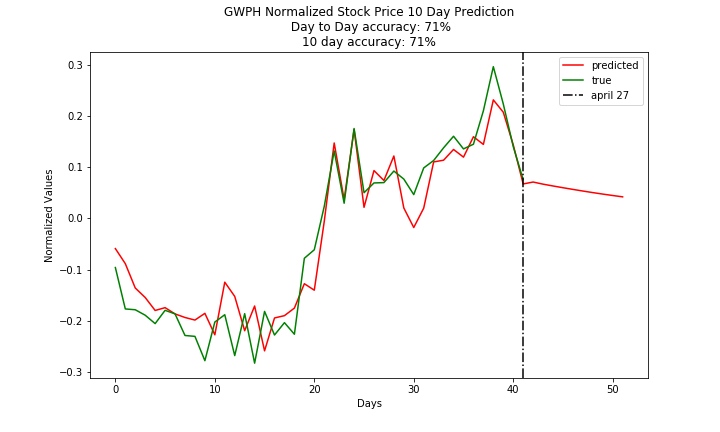 GWPH Normalized Stock Price 10 Day Prediction
Day to Day accuracy: 71%
10 day accuracy: 71%
predicted
true
april 27
Normalized Values
0.3
0.2
0.1
0.0
−0.1
−0.2
−0.3
0 10 20 30 40 50
Days